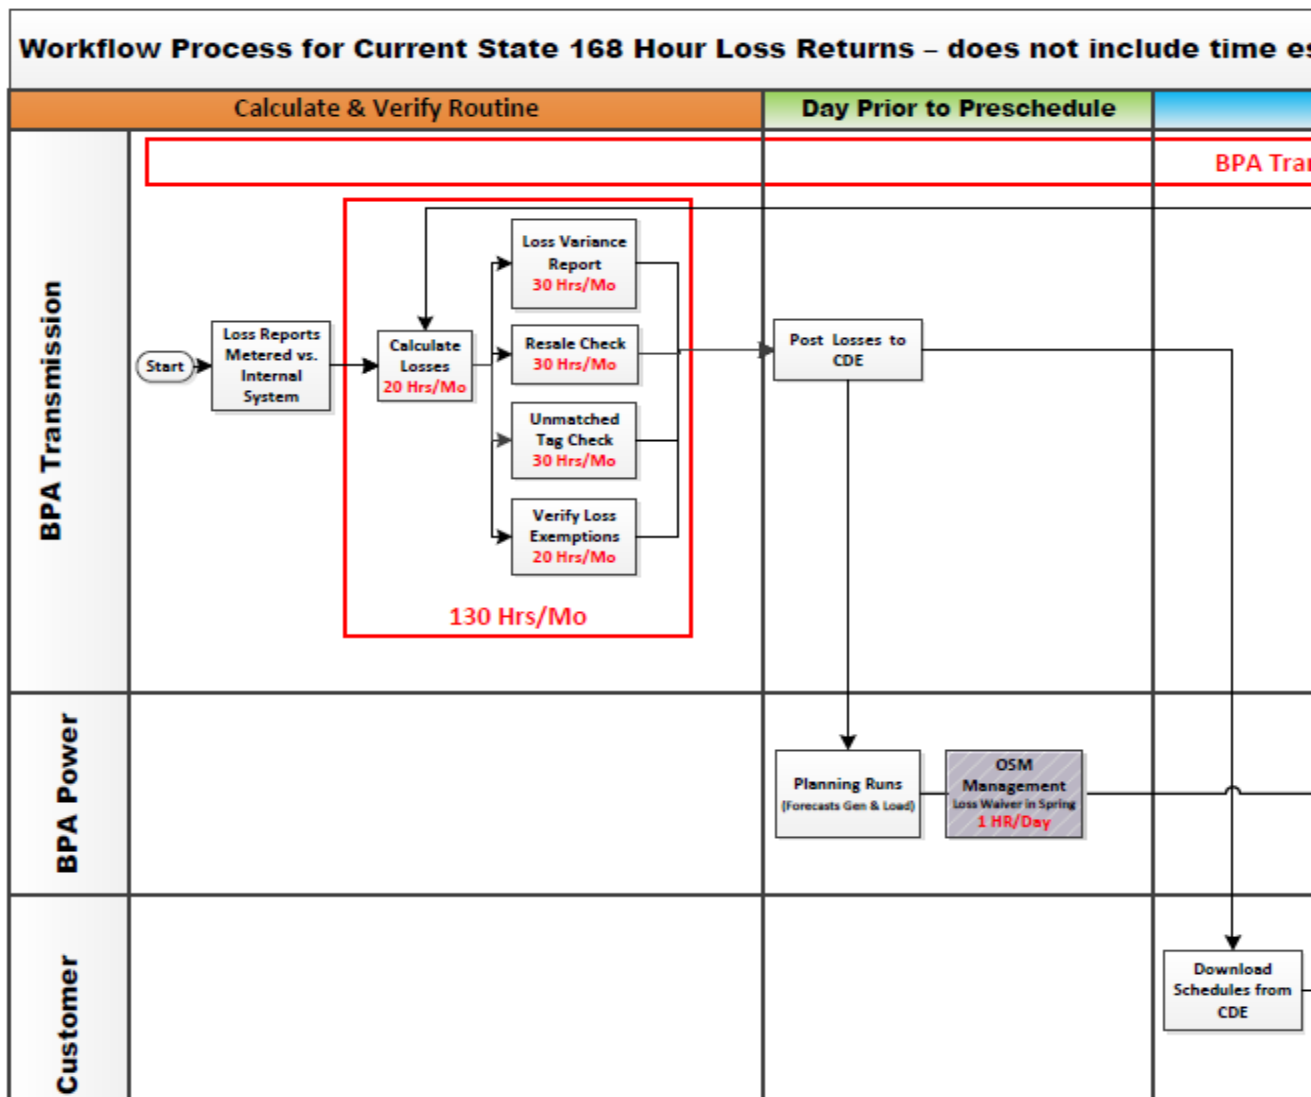 Workflow Process for Current State 168 Hour Loss Returns – does not include time es
Calculate & Verify Routine
Day Prior to Preschedule
BPA Tran
BPA Transmission
Start
Loss Reports
Metered vs.
Internal
System
Calculate
Losses
20 Hrs/Mo
Loss Variance
Report
30 Hrs/Mo
Resale Check
30 Hrs/Mo
Unmatched
Tag Check
30 Hrs/Mo
Verify Loss
Exemptions
20 Hrs/Mo
130 Hrs/Mo
Post Losses to
CDE
BPA Power
Planning Runs
(Forecasts Gen & Load)
OSM
Management
Loss Waiver in Spring
1 HR/Day
Customer
Download
Schedules from
CDE